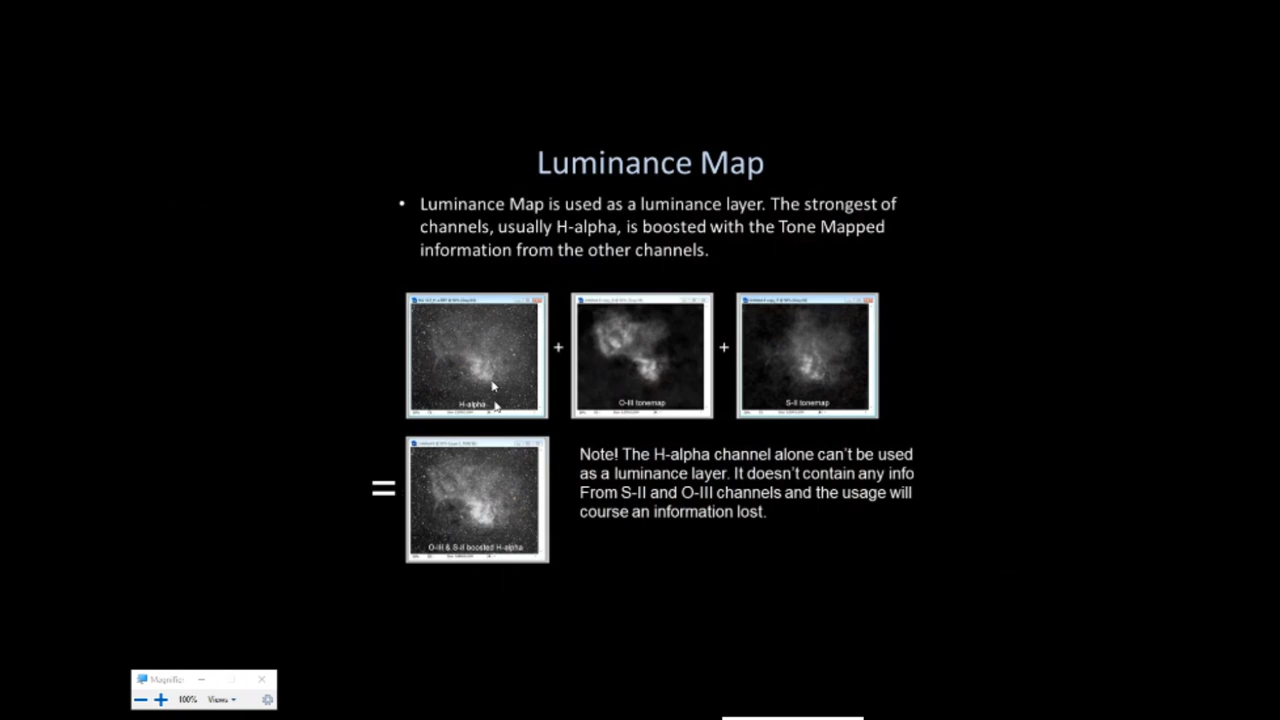 Luminance Map
• Luminance Map is used as a luminance layer. The strongest of
channels, usually H-alpha, is boosted with the Tone Mapped
information from the other channels.
+
+
H-alpha
O-III tonemap
S-II tonemap
=
Note! The H-alpha channel alone can't be used
as a luminance layer. It doesn't contain any info
From S-II and O-III channels and the usage will
course an information lost.
O-III & S-II boosted H-alpha
Magnifier
100% Views